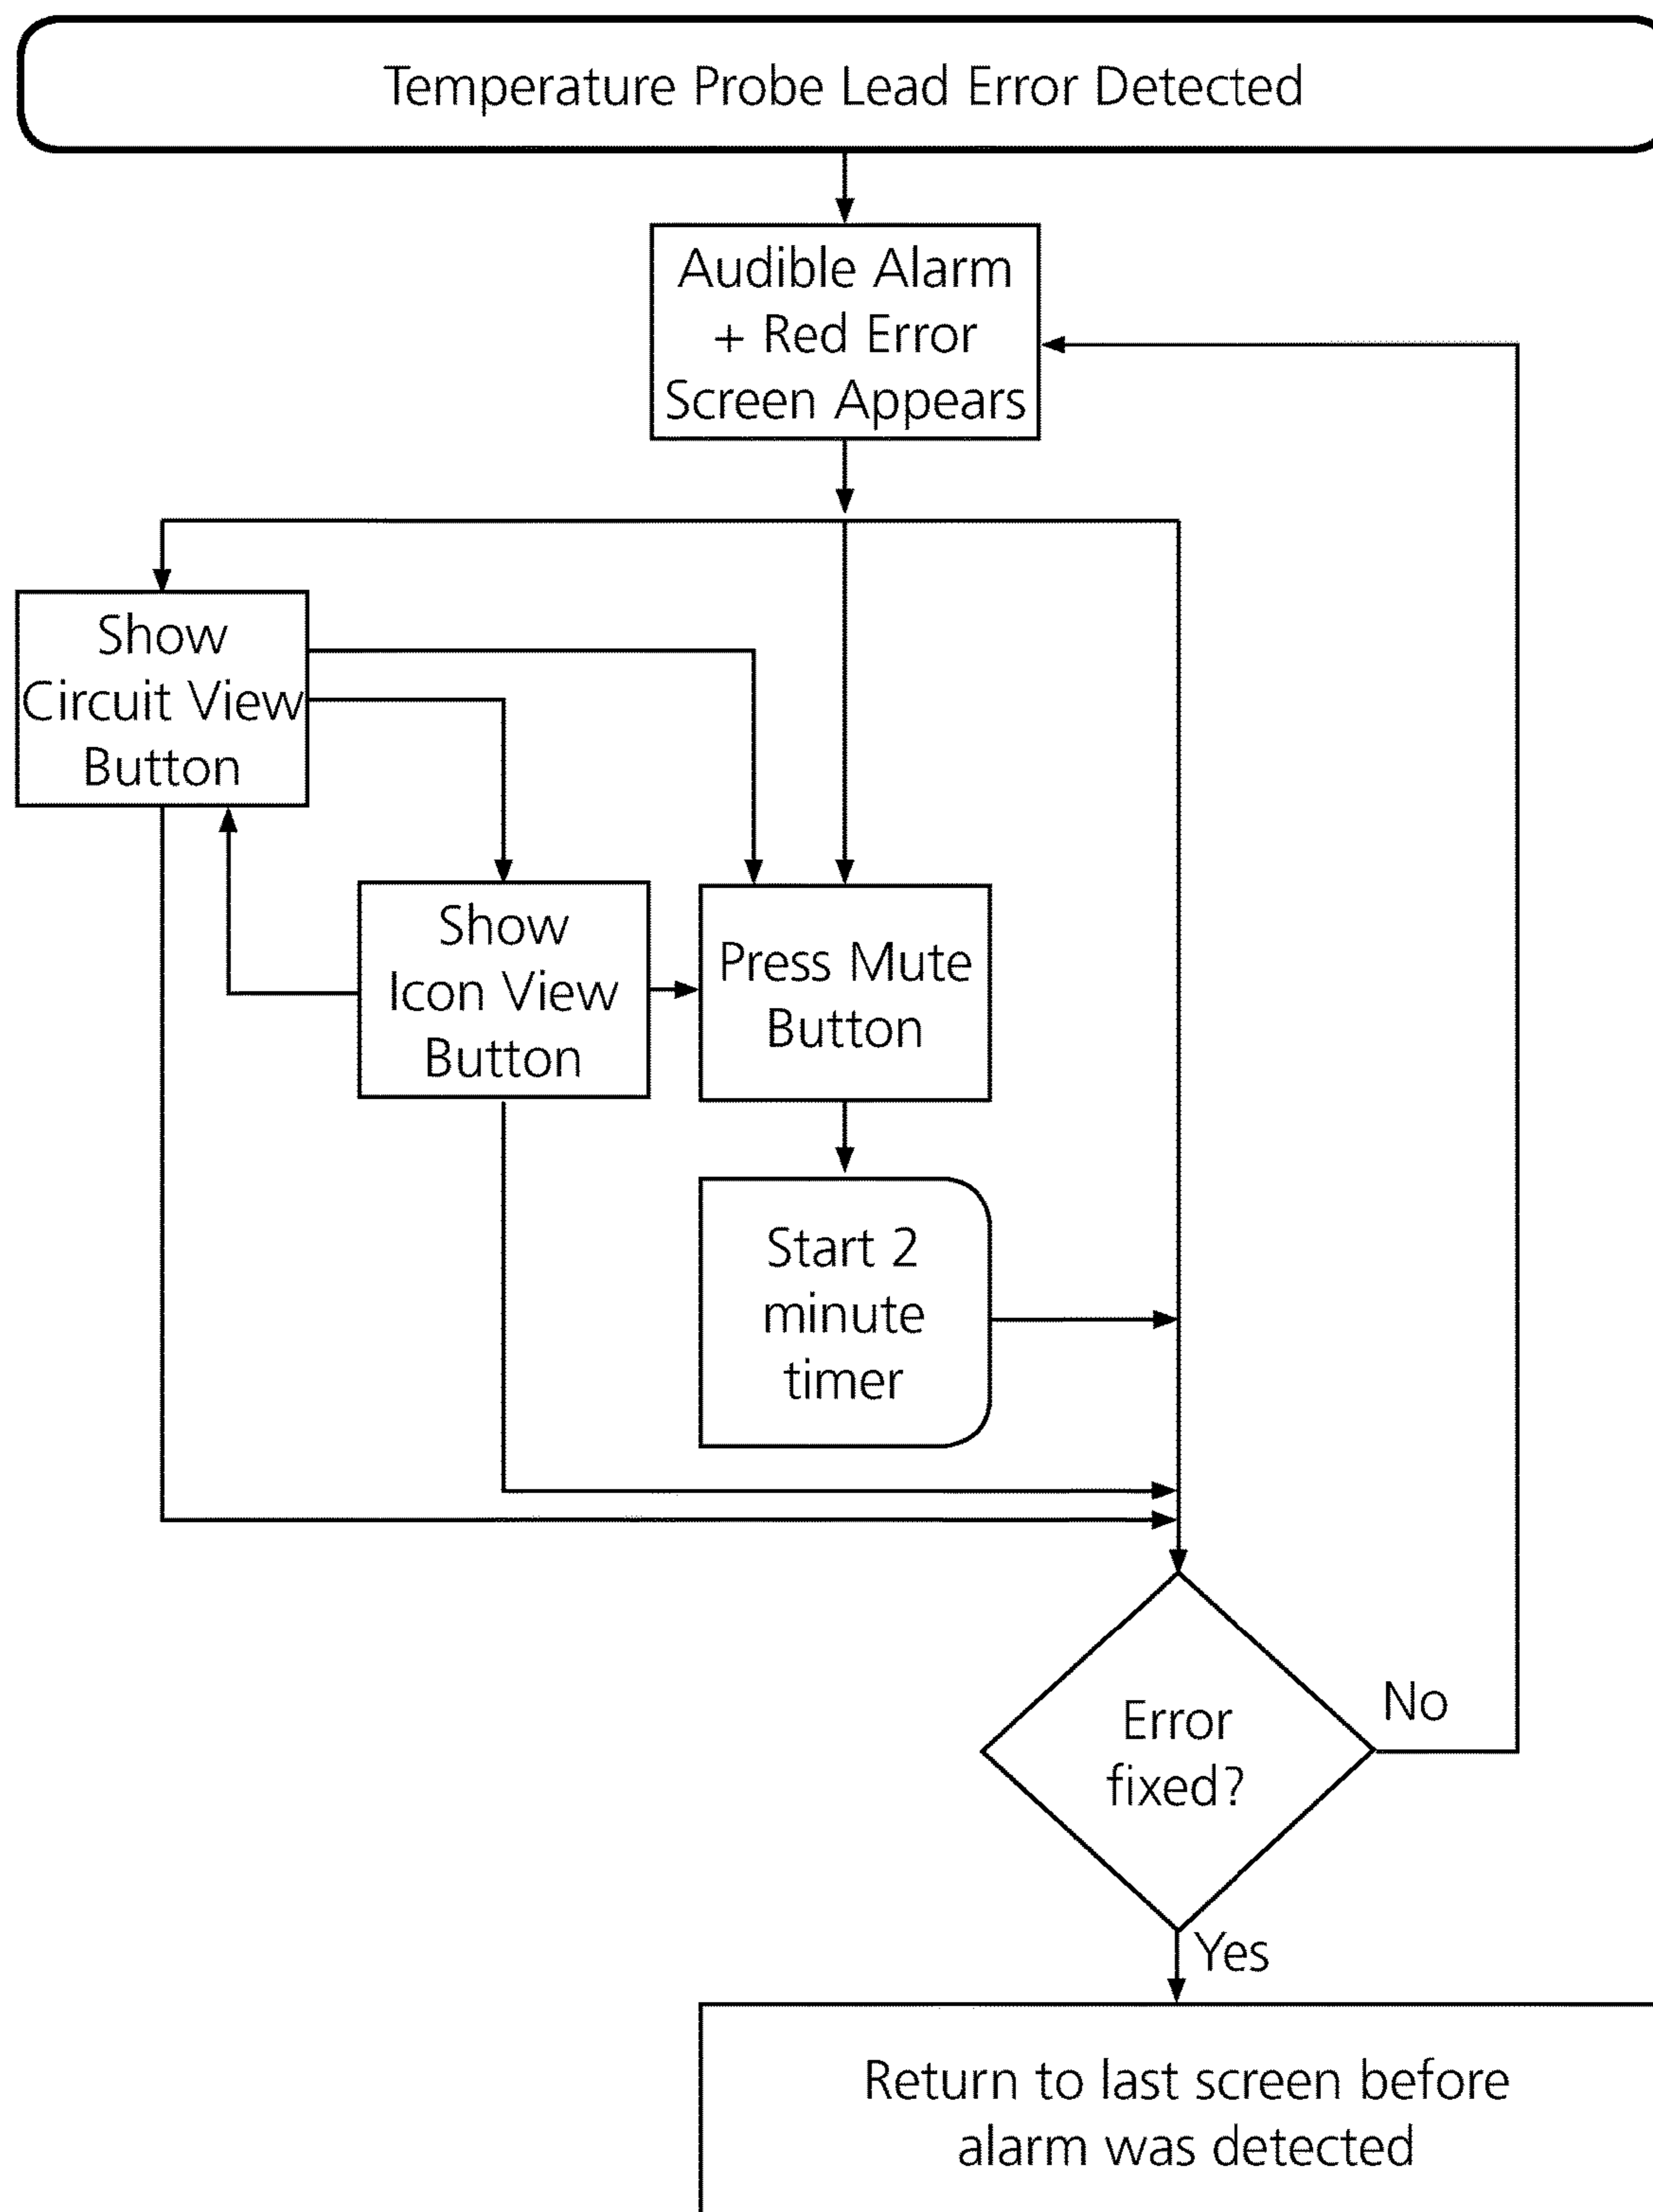 Temperature Probe Lead Error Detected
Audible Alarm
+ Red Error
Screen Appears
Show
Circuit View
Button
Show
Icon View
Button
Press Mute
Button
Start 2
minute
timer
Error
fixed?
No
Yes
Return to last screen before
alarm was detected